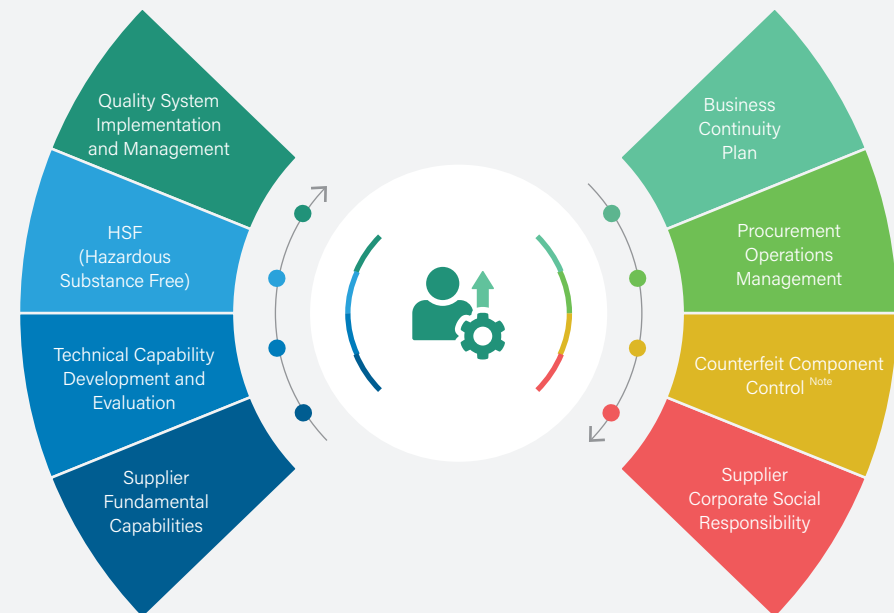 Quality System
Implementation
and Management
HSF
(Hazardous
Substance Free)
Technical Capability
Development and
Evaluation
Supplier
Fundamental
Capabilities
Business
Continuity
Plan
Procurement
Operations
Management
Counterfeit Component
Control Note
Supplier
Corporate Social
Responsibility